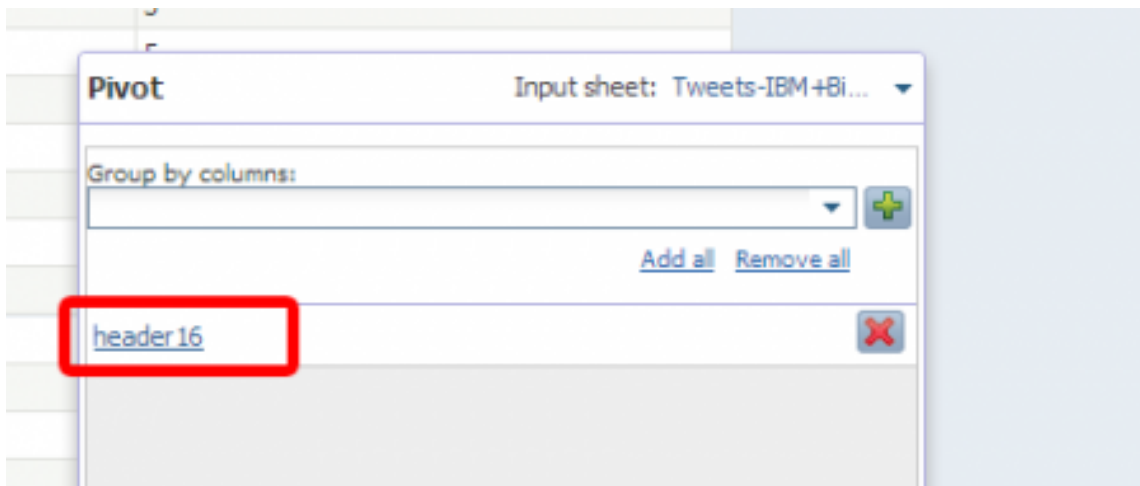 Pivot Input sheet: Tweets-IBM+Bi...
Group by columns:
Add all Remove all
header16